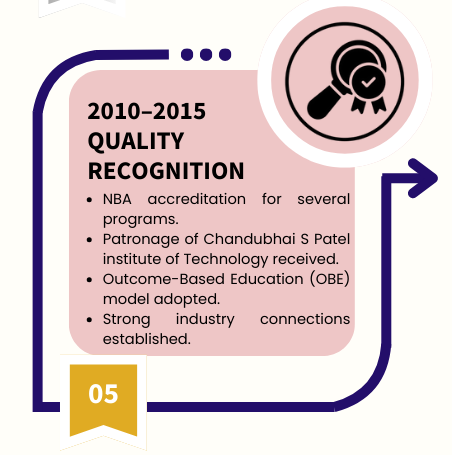 2010–2015
QUALITY
RECOGNITION
• NBA accreditation for several
programs.
• Patronage of Chandubhai S Patel
institute of Technology received.
• Outcome-Based Education (OBE)
model adopted.
• Strong industry connections
established.
05